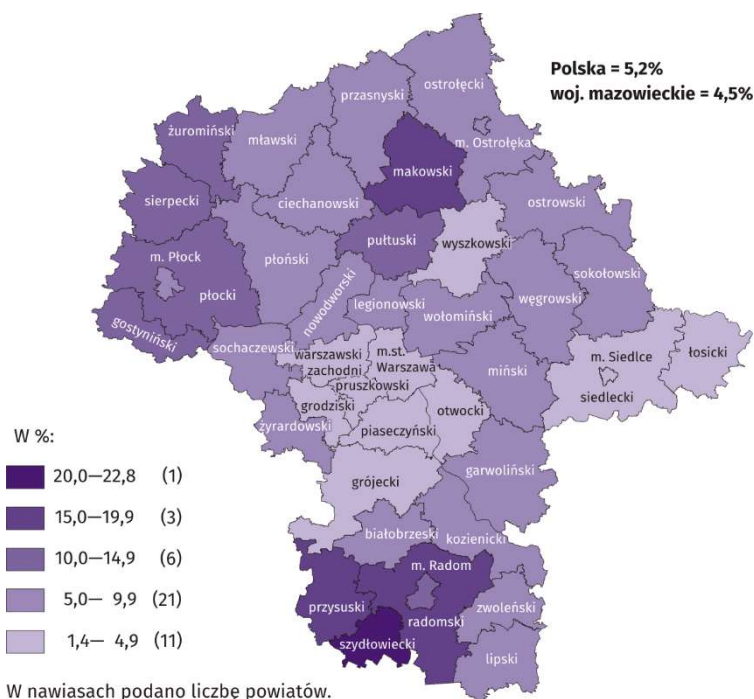 Polska = 5,2%
woj. mazowieckie = 4,5%
ostrołęcki
przasnyski
żuromiński
mławski
m. Ostrołęka
makowski
sierpecki
ciechanowski
ostrowski
pułtuski
wyszkowski
m. Płock
płoński
sokołowski
płocki
nowodworski
legionowski
węgrowski
wołomiński
gostyniński
sochaczewski
warszawski
zachodni
m.st.
Warszawa
m. Siedlce
łosicki
miński
pruszkowski
siedlecki
grodziski
otwocki
żyrardowski
piaseczyński
garwoliński
grójecki
białobrzeski
kozienicki
m. Radom
przysuski
zwoleński
radomski
szydłowiecki
lipski
W %:
20,0—22,8 (1)
15,0—19,9 (3)
10,0—14,9 (6)
5,0— 9,9 (21)
1,4— 4,9 (11)
W nawiasach podano liczbę powiatów.